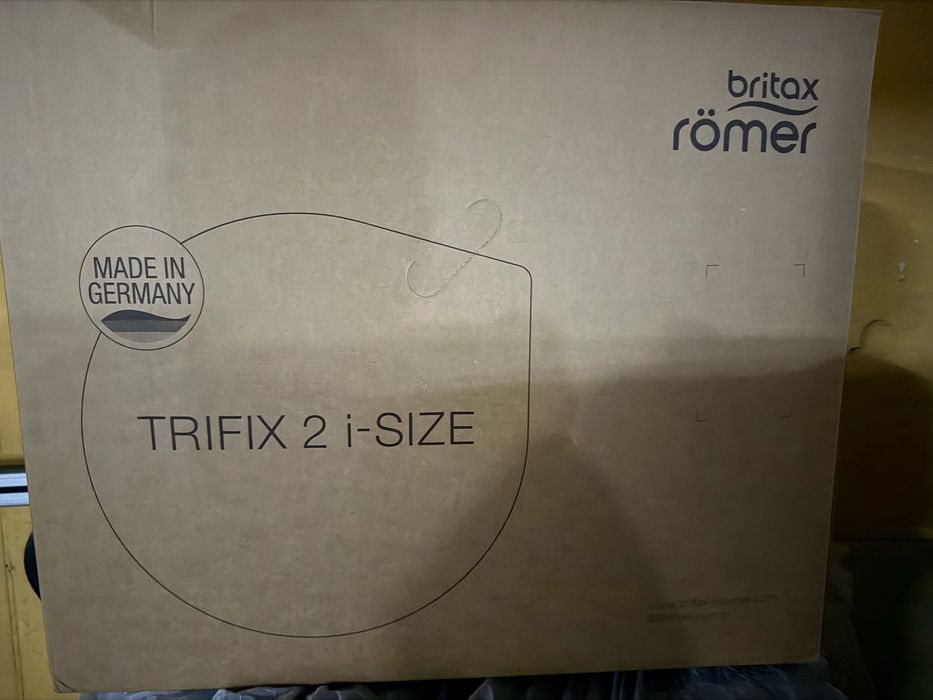 britax
römer
MADE IN
GERMANY
TRIFIX 2 i-SIZE